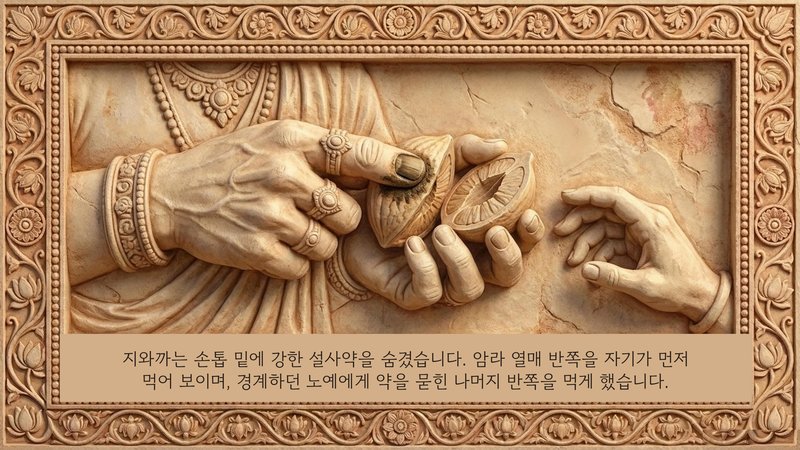 지와까는 손톱 밑에 강한 설사약을 숨겼습니다. 암라 열매 반쪽을 자기가 먼저
먹어 보이며, 경계하던 노예에게 약을 묻힌 나머지 반쪽을 먹게 했습니다.